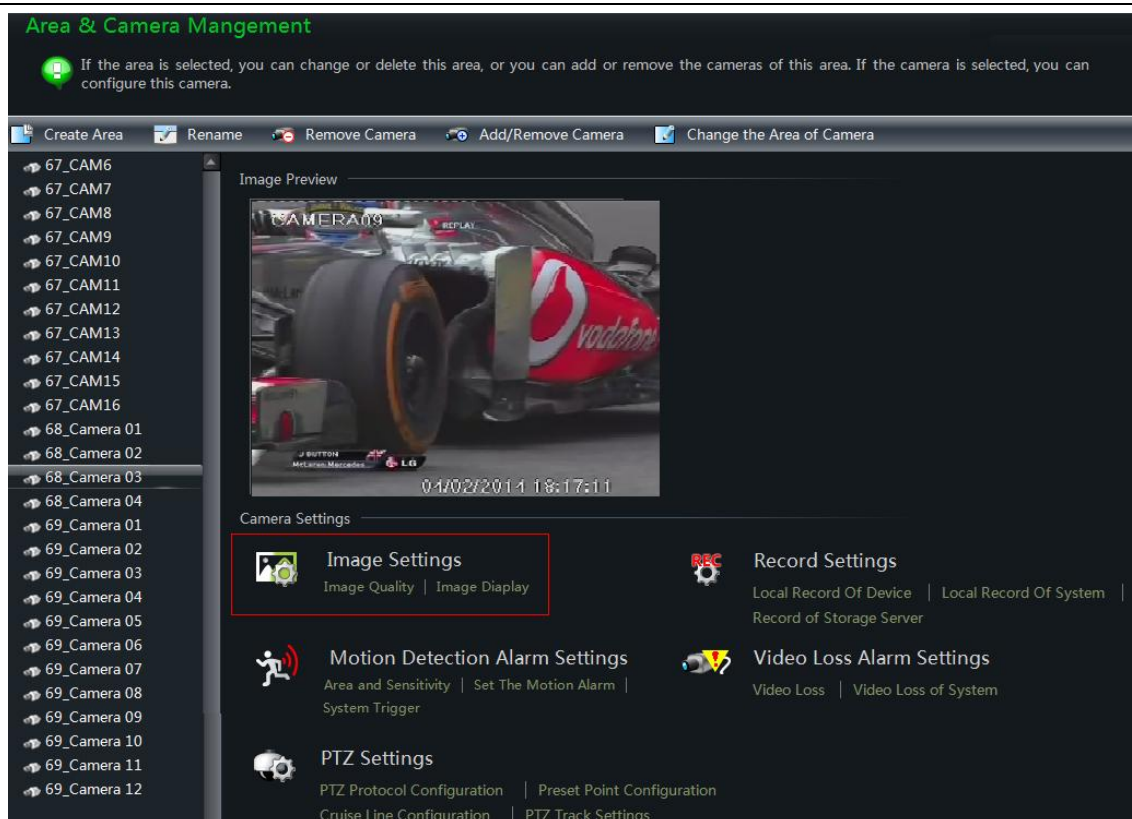 Area & Camera Mangement
If the area is selected, you can change or delete this area, or you can add or remove the cameras of this area. If the camera is selected, you can
configure this camera.
Create Area Rename Remove Camera Add/Remove Camera Change the Area of Camera
67_CAM6
67_CAM7
67_CAM8
67_CAM9
67_CAM10
67_CAM11
67_CAM12
67_CAM13
67_CAM14
67_CAM15
67_CAM16
68_Camera 01
68_Camera 02
68_Camera 03
68_Camera 04
69_Camera 01
69_Camera 02
69_Camera 03
69_Camera 04
69_Camera 05
69_Camera 06
69_Camera 07
69_Camera 08
69_Camera 09
69_Camera 10
69_Camera 11
69_Camera 12
Image Preview
CAMERA09
REPLAY
vodafone
J BUTTON
McLaren Mercedes LG
04/02/2014 18:17:11
Camera Settings
Image Settings
Image Quality | Image Diaplay
REC
Record Settings
Local Record Of Device | Local Record Of System |
Record of Storage Server
Motion Detection Alarm Settings
Area and Sensitivity | Set The Motion Alarm |
System Trigger
Video Loss Alarm Settings
Video Loss | Video Loss of System
PTZ Settings
PTZ Protocol Configuration | Preset Point Configuration
Cruise Line Configuration | PTZ Track Settings